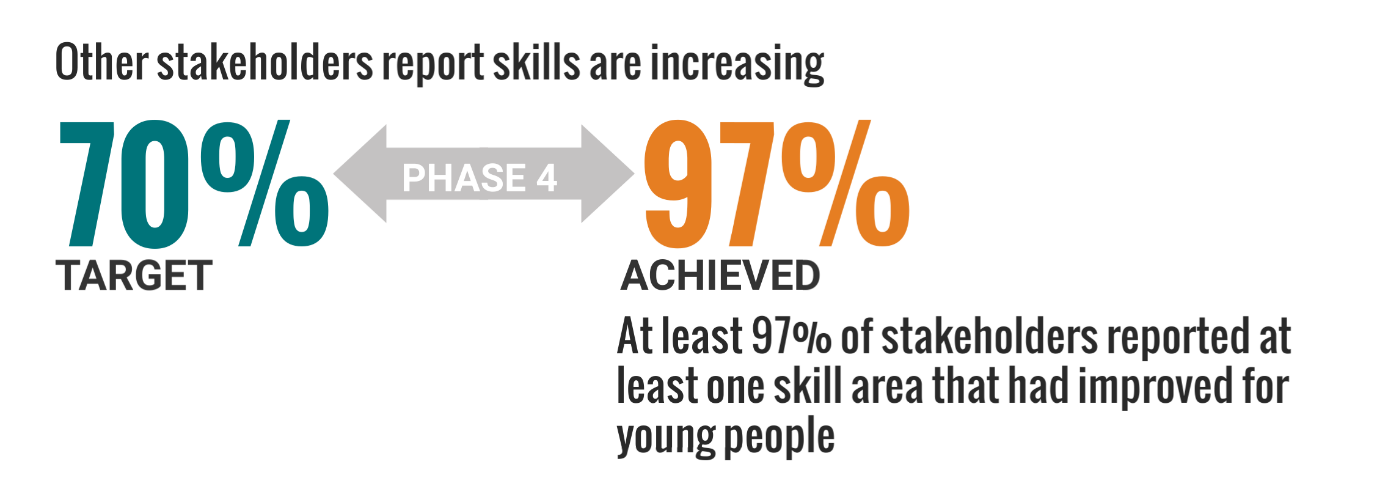 Other stakeholders report skills are increasing
70%
PHASE 4
97%
TARGET
ACHIEVED
At least 97% of stakeholders reported at
least one skill area that had improved for
young people